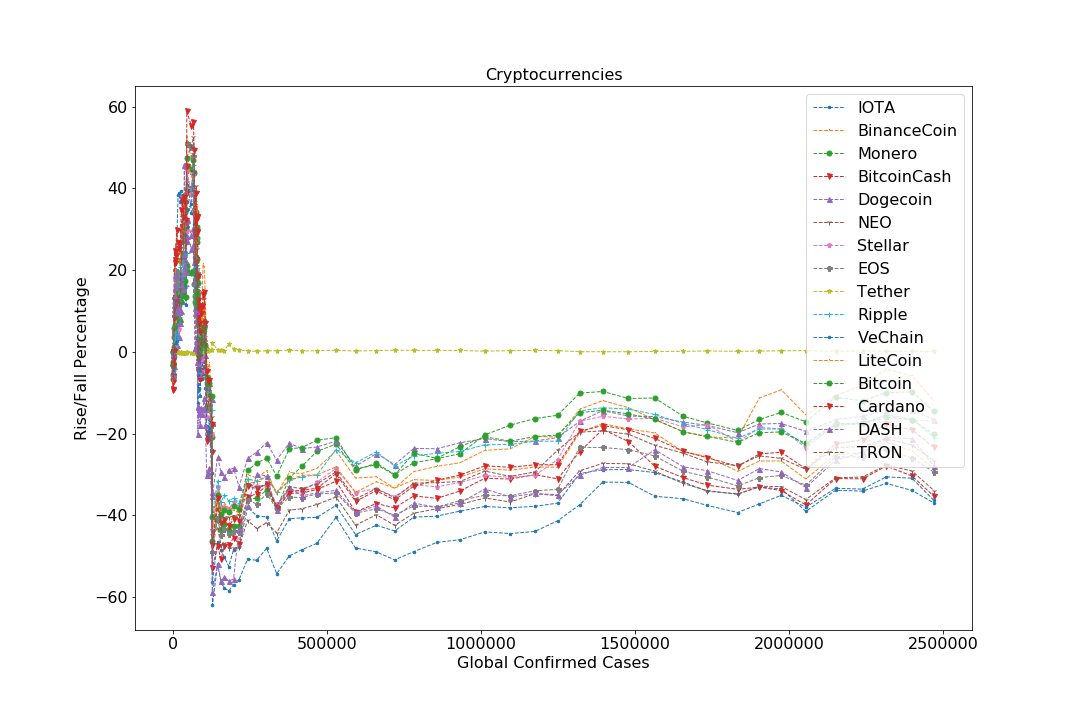 Cryptocurrencies
Rise/Fall Percentage
60
40
20
0
−20
−40
−60
IOTA
BinanceCoin
Monero
BitcoinCash
Dogecoin
NEO
Stellar
EOS
Tether
Ripple
VeChain
LiteCoin
Bitcoin
Cardano
DASH
TRON
0 500000 1000000 1500000 2000000 2500000
Global Confirmed Cases